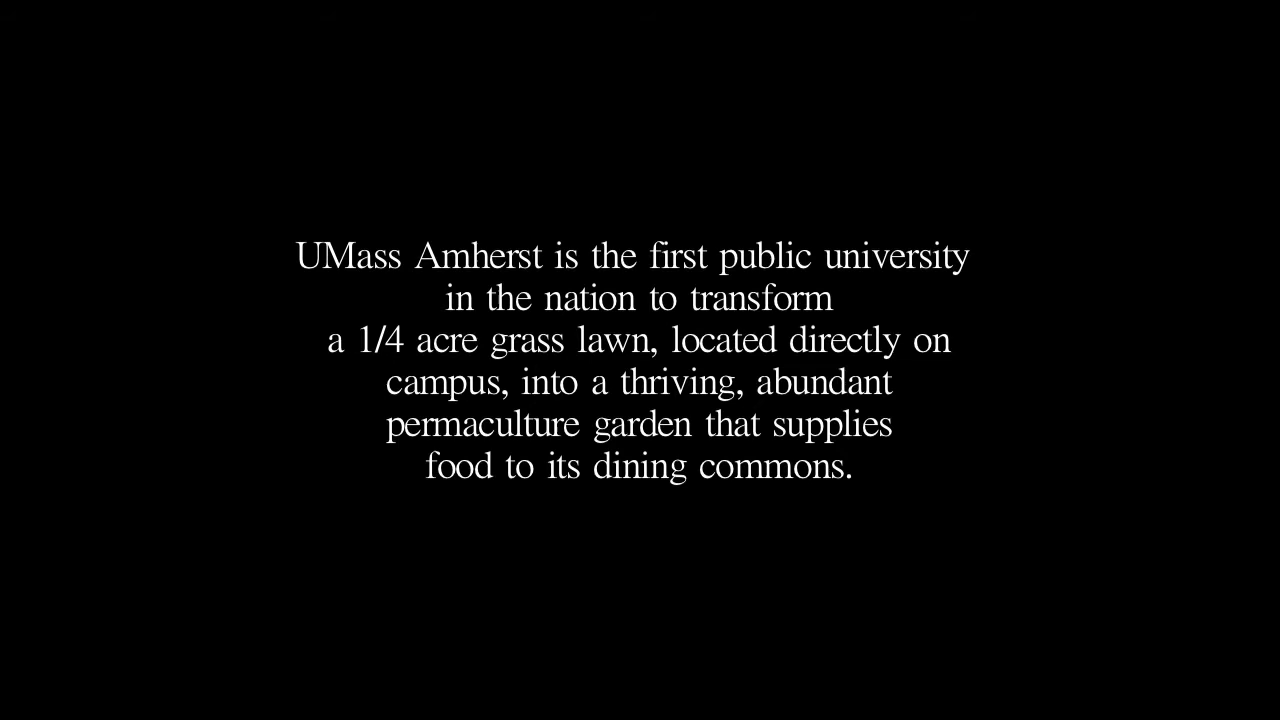 UMass Amherst is the first public university
in the nation to transform
a 1/4 acre grass lawn, located directly on
campus, into a thriving, abundant
permaculture garden that supplies
food to its dining commons.